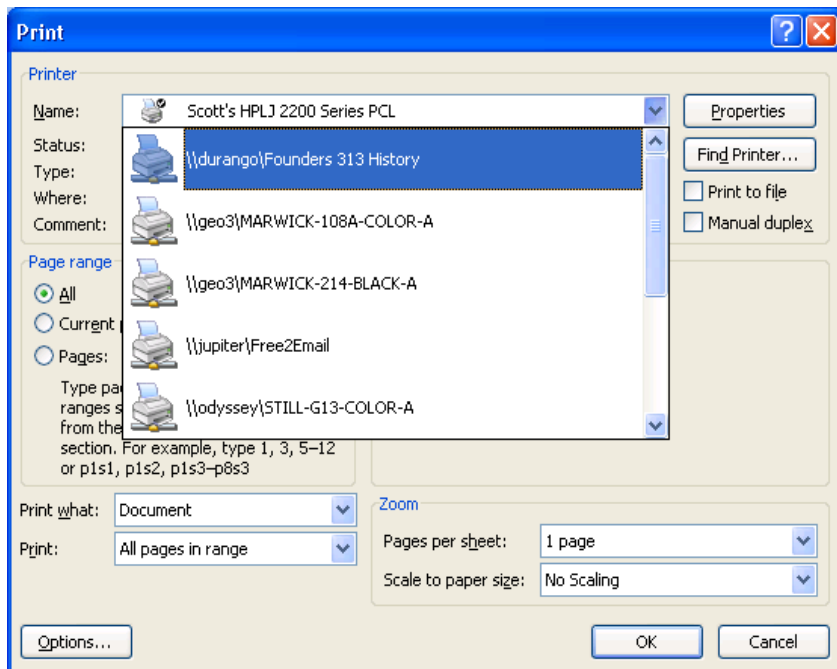 Print
Printer
Name: Scott's HPLJ 2200 Series PCL Properties
Status:
Type:
Where:
Comment:
\\durango\Founders 313 History
\\geo3\MARWICK-108A-COLOR-A
\\geo3\MARWICK-214-BLACK-A
\\jupiter\Free2Email
\\odyssey\STILL-G13-COLOR-A
Find Printer...
Print to file
Manual duplex
Page range
All
Current
Pages:
Type
ranges
from the
section. For example, type 1, 3, 5–12
or p1s1, p1s2, p1s3–p8s3
Print what: Document
Print: All pages in range
Zoom
Pages per sheet: 1 page
Scale to paper size: No Scaling
Options... OK Cancel